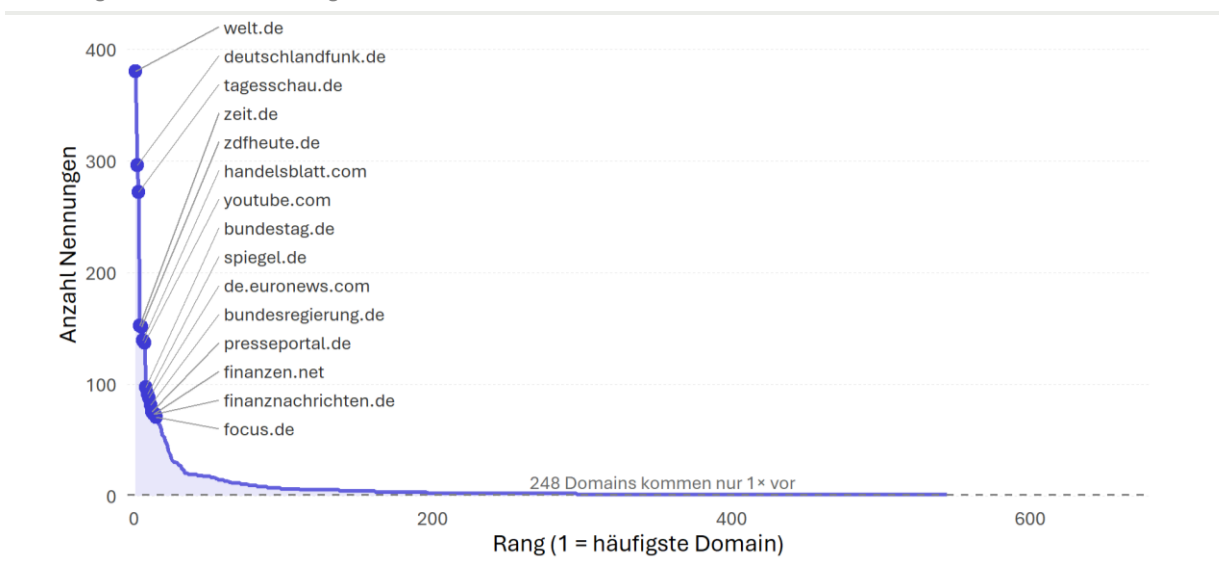 welt.de
deutschlandfunk.de
tagesschau.de
zeit.de
zdfheute.de
handelsblatt.com
youtube.com
bundestag.de
spiegel.de
de.euronews.com
bundesregierung.de
presseportal.de
finanzen.net
finanznachrichten.de
focus.de
Anzahl Nennungen
400
300
200
100
0
248 Domains kommen nur 1× vor
0 200 400 600
Rang (1 = häufigste Domain)